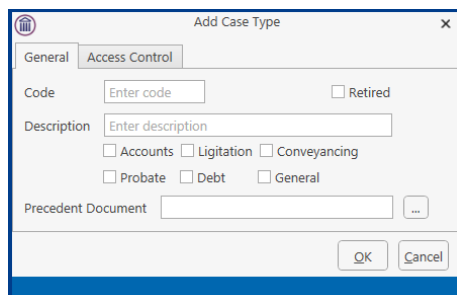 Add Case Type
General Access Control
Code Enter code Retired
Description Enter description
Accounts Ligitation Conveyancing
Probate Debt General
Precedent Document ...
OK Cancel